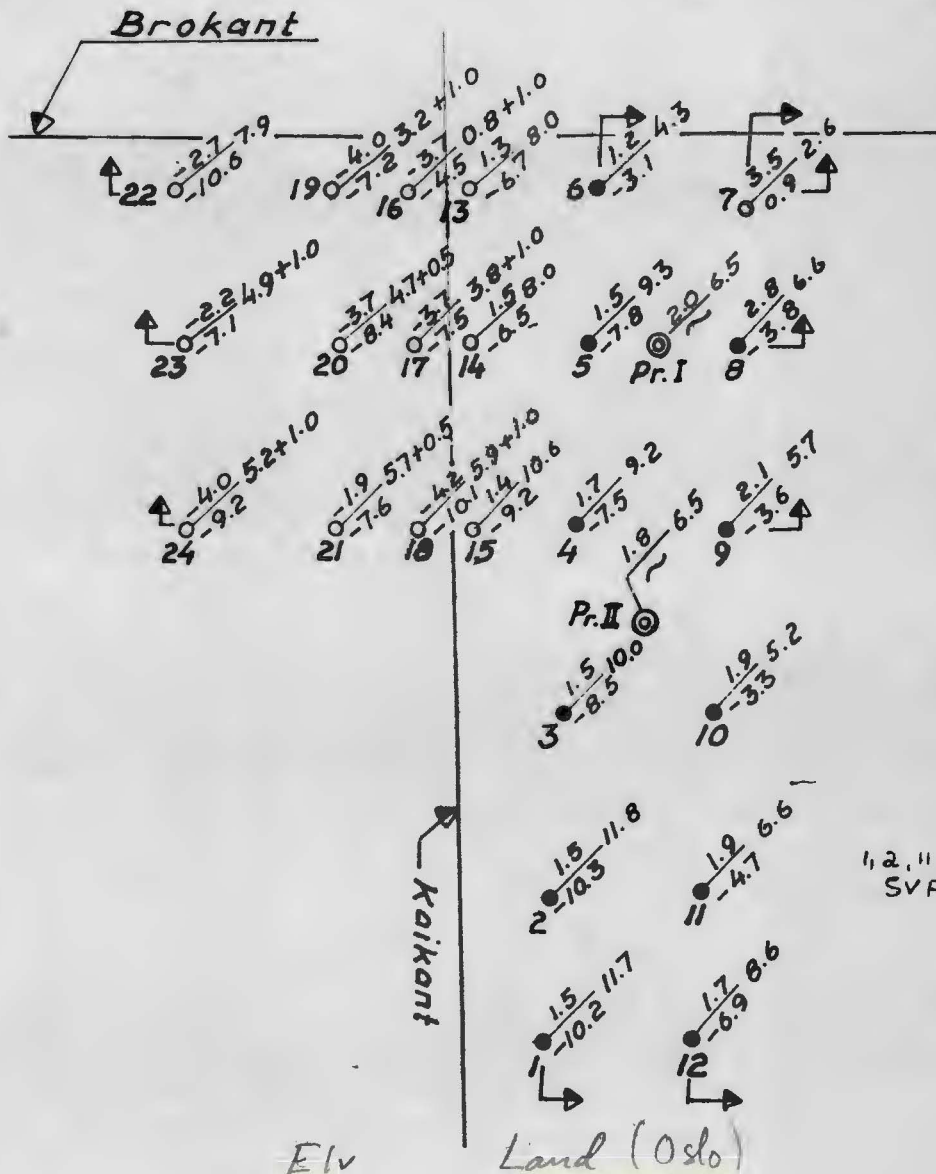 Brokant
22 -2.7 7.9 -10.6
19 -4.0 3.2+1.0 -7.2
16 -3.7 0.8+1.0 -4.5
13 1.3 8.0 -6.7
6 1.2 4.3 -3.1
7 3.5 2.6 0.9
23 -2.2 4.9+1.0 -7.1
20 -3.7 4.7+0.5 -8.4
17 -3.7 3.8+1.0 -7.5
14 1.5 8.0 -6.5
5 1.5 9.3 -7.8
Pr.I 2.0 6.5
8 2.8 6.6 -3.8
24 -4.0 5.2+1.0 -9.2
21 -1.9 5.7+0.5 -7.6
18 -4.2 5.9+1.0 -10.1
15 1.4 10.6 -9.2
4 1.7 9.2 -7.5
9 2.1 5.7 -3.6
Pr.II 1.8 6.5
3 1.5 10.0 -8.5
10 1.9 5.2 -3.3
2 1.5 11.8 -10.3
11 1.9 6.6 -4.7
1,2,11
Kaikant
1 1.5 11.7 -10.2
12 1.7 8.6 -6.9
Elv Land (Oslo)